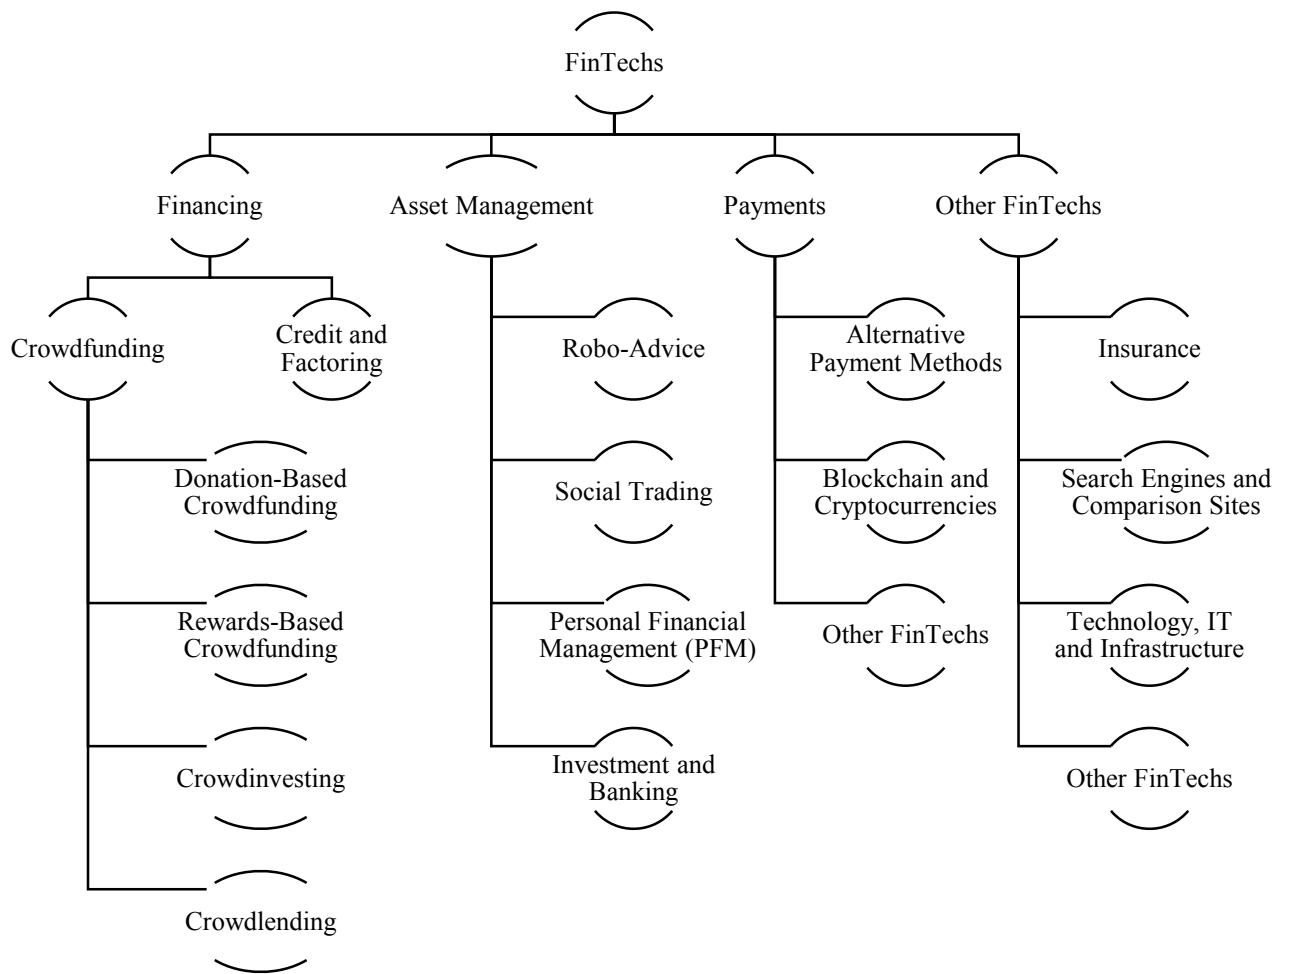 FinTechs
Financing
Asset Management
Payments
Other FinTechs
Crowdfunding
Credit and
Factoring
Robo-Advice
Alternative
Payment Methods
Insurance
Donation-Based
Crowdfunding
Social Trading
Blockchain and
Cryptocurrencies
Search Engines and
Comparison Sites
Rewards-Based
Crowdfunding
Personal Financial
Management (PFM)
Other FinTechs
Technology, IT
and Infrastructure
Crowdinvesting
Investment and
Banking
Other FinTechs
Crowdlending